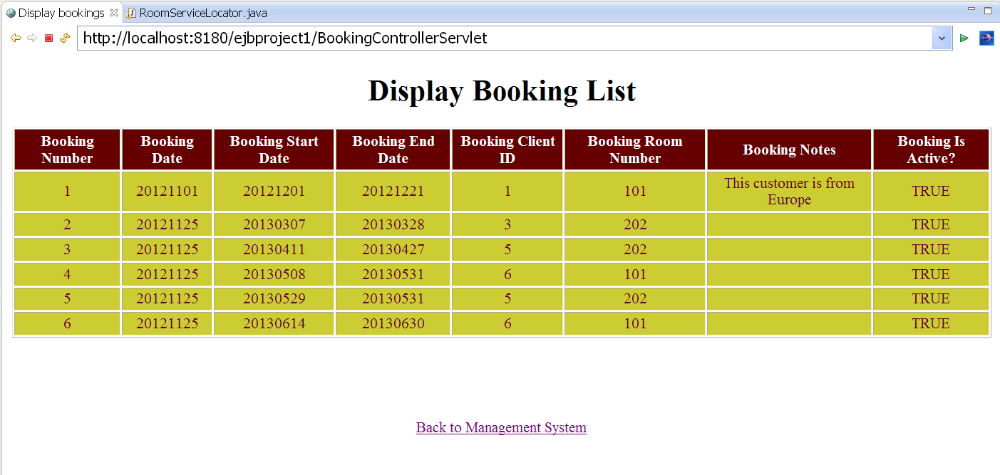 Display bookings RoomServiceLocator.java
http://localhost:8180/ejbproject1/BookingControllerServlet
Display Booking List
Booking Number Booking Date Booking Start Date Booking End Date Booking Client ID Booking Room Number Booking Notes Booking Is Active?
1 20121101 20121201 20121221 1 101 This customer is from Europe TRUE
2 20121125 20130307 20130328 3 202 TRUE
3 20121125 20130411 20130427 5 202 TRUE
4 20121125 20130508 20130531 6 101 TRUE
5 20121125 20130529 20130531 5 202 TRUE
6 20121125 20130614 20130630 6 101 TRUE
Back to Management System